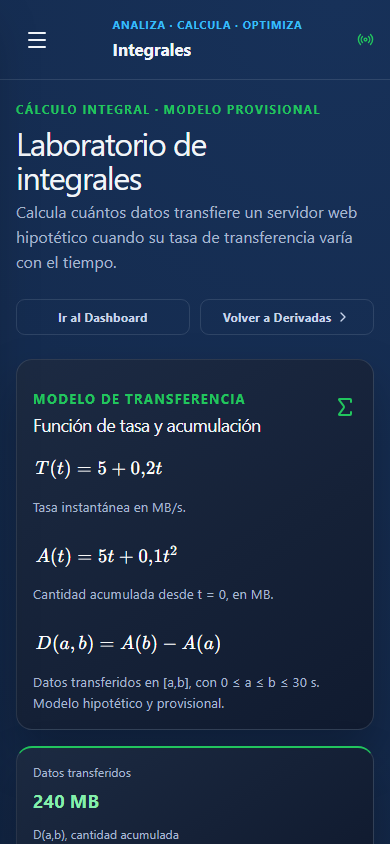 ANALIZA · CALCULA · OPTIMIZA
Integrales
CÁLCULO INTEGRAL · MODELO PROVISIONAL
Laboratorio de
integrales
Calcula cuántos datos transfiere un servidor web
hipotético cuando su tasa de transferencia varía
con el tiempo.
Ir al Dashboard
Volver a Derivadas
MODELO DE TRANSFERENCIA
Función de tasa y acumulación
T(t) = 5 + 0,2t
Tasa instantánea en MB/s.
A(t) = 5t + 0,1t²
Cantidad acumulada desde t = 0, en MB.
D(a, b) = A(b) − A(a)
Datos transferidos en [a,b], con 0 ≤ a ≤ b ≤ 30 s.
Modelo hipotético y provisional.
Datos transferidos
240 MB
D(a,b), cantidad acumulada